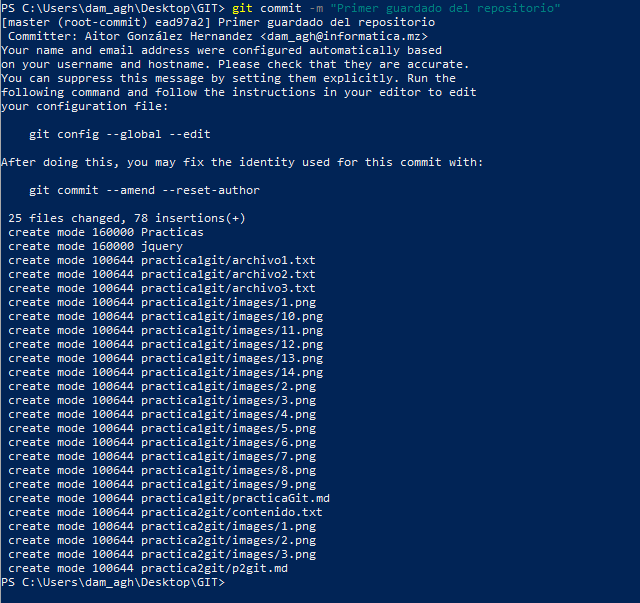 PS C:\Users\dam_agh\Desktop\GIT> git commit -m "Primer guardado del repositorio"
[master (root-commit) ead97a2] Primer guardado del repositorio
 Committer: Aitor González Hernandez <dam_agh@informatica.mz>
Your name and email address were configured automatically based
on your username and hostname. Please check that they are accurate.
You can suppress this message by setting them explicitly. Run the
following command and follow the instructions in your editor to edit
your configuration file:

    git config --global --edit

After doing this, you may fix the identity used for this commit with:

    git commit --amend --reset-author

 25 files changed, 78 insertions(+)
 create mode 160000 Practicas
 create mode 160000 jquery
 create mode 100644 practica1git/archivo1.txt
 create mode 100644 practica1git/archivo2.txt
 create mode 100644 practica1git/archivo3.txt
 create mode 100644 practica1git/images/1.png
 create mode 100644 practica1git/images/10.png
 create mode 100644 practica1git/images/11.png
 create mode 100644 practica1git/images/12.png
 create mode 100644 practica1git/images/13.png
 create mode 100644 practica1git/images/14.png
 create mode 100644 practica1git/images/2.png
 create mode 100644 practica1git/images/3.png
 create mode 100644 practica1git/images/4.png
 create mode 100644 practica1git/images/5.png
 create mode 100644 practica1git/images/6.png
 create mode 100644 practica1git/images/7.png
 create mode 100644 practica1git/images/8.png
 create mode 100644 practica1git/images/9.png
 create mode 100644 practica1git/practicaGit.md
 create mode 100644 practica2git/contenido.txt
 create mode 100644 practica2git/images/1.png
 create mode 100644 practica2git/images/2.png
 create mode 100644 practica2git/images/3.png
 create mode 100644 practica2git/p2git.md
PS C:\Users\dam_agh\Desktop\GIT>